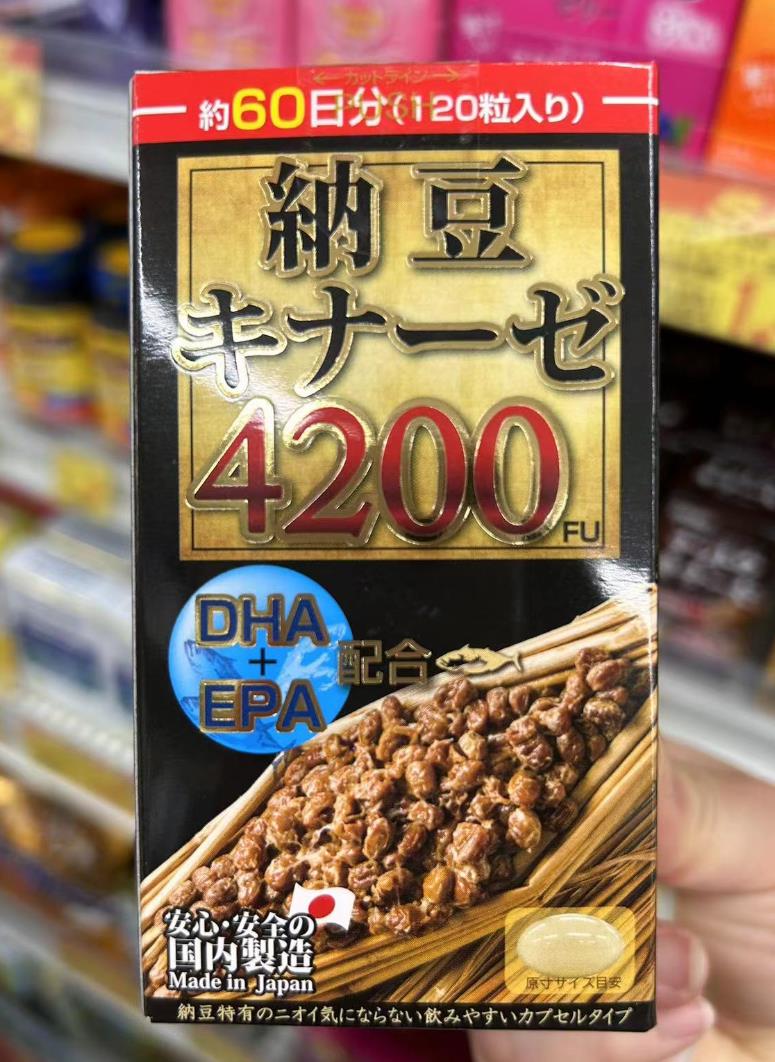 カットライン
PUSH
約60日分(120粒入り)
納豆
キナーゼ
4200FU
DHA
+
EPA
配合
安心・安全の
国内製造
Made in Japan
原寸サイズ目安
納豆特有のニオイ気にならない飲みやすいカプセルタイプ